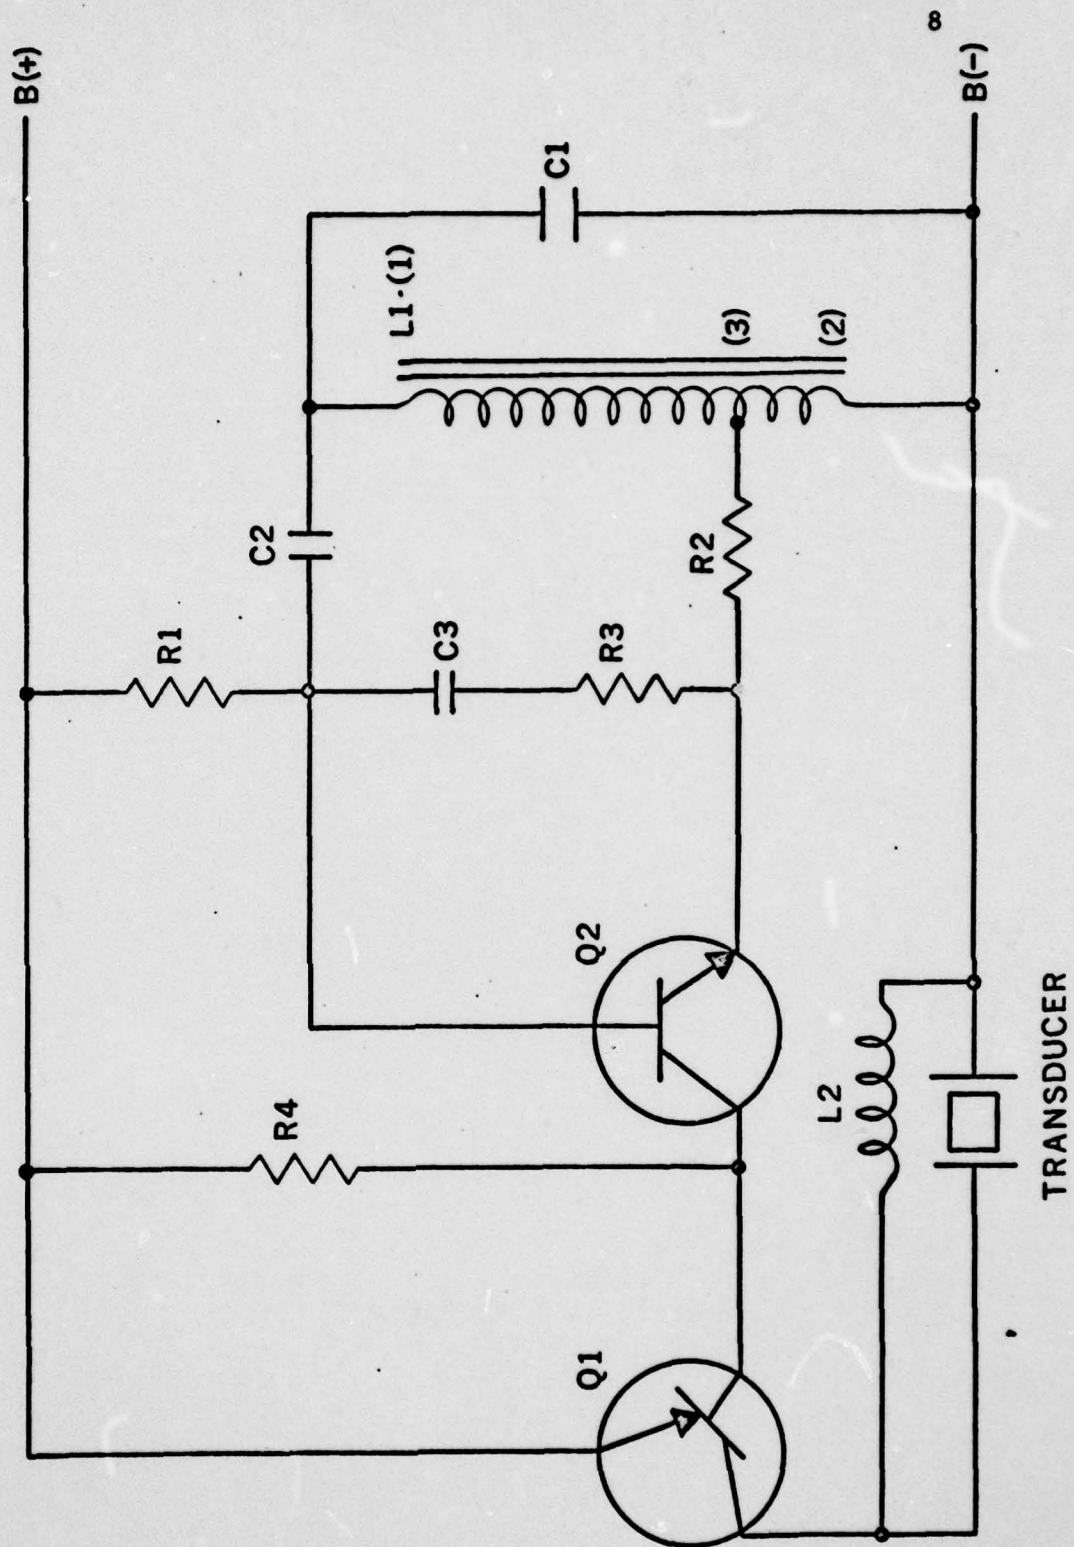 8
B(+)
B(-)
C1
L1-(1)
(3)
(2)
C2
R1
C3
R3
R2
Q2
R4
L2
Q1
TRANSDUCER